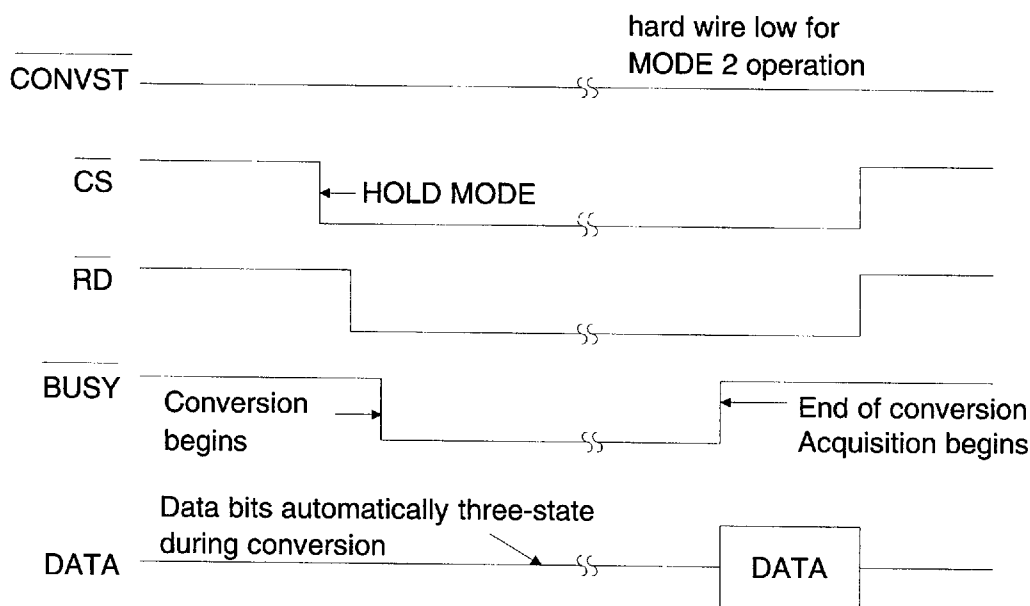 hard wire low for
MODE 2 operation
CONVST
CS
HOLD MODE
RD
BUSY
Conversion
begins
End of conversion
Acquisition begins
Data bits automatically three-state
during conversion
DATA
DATA